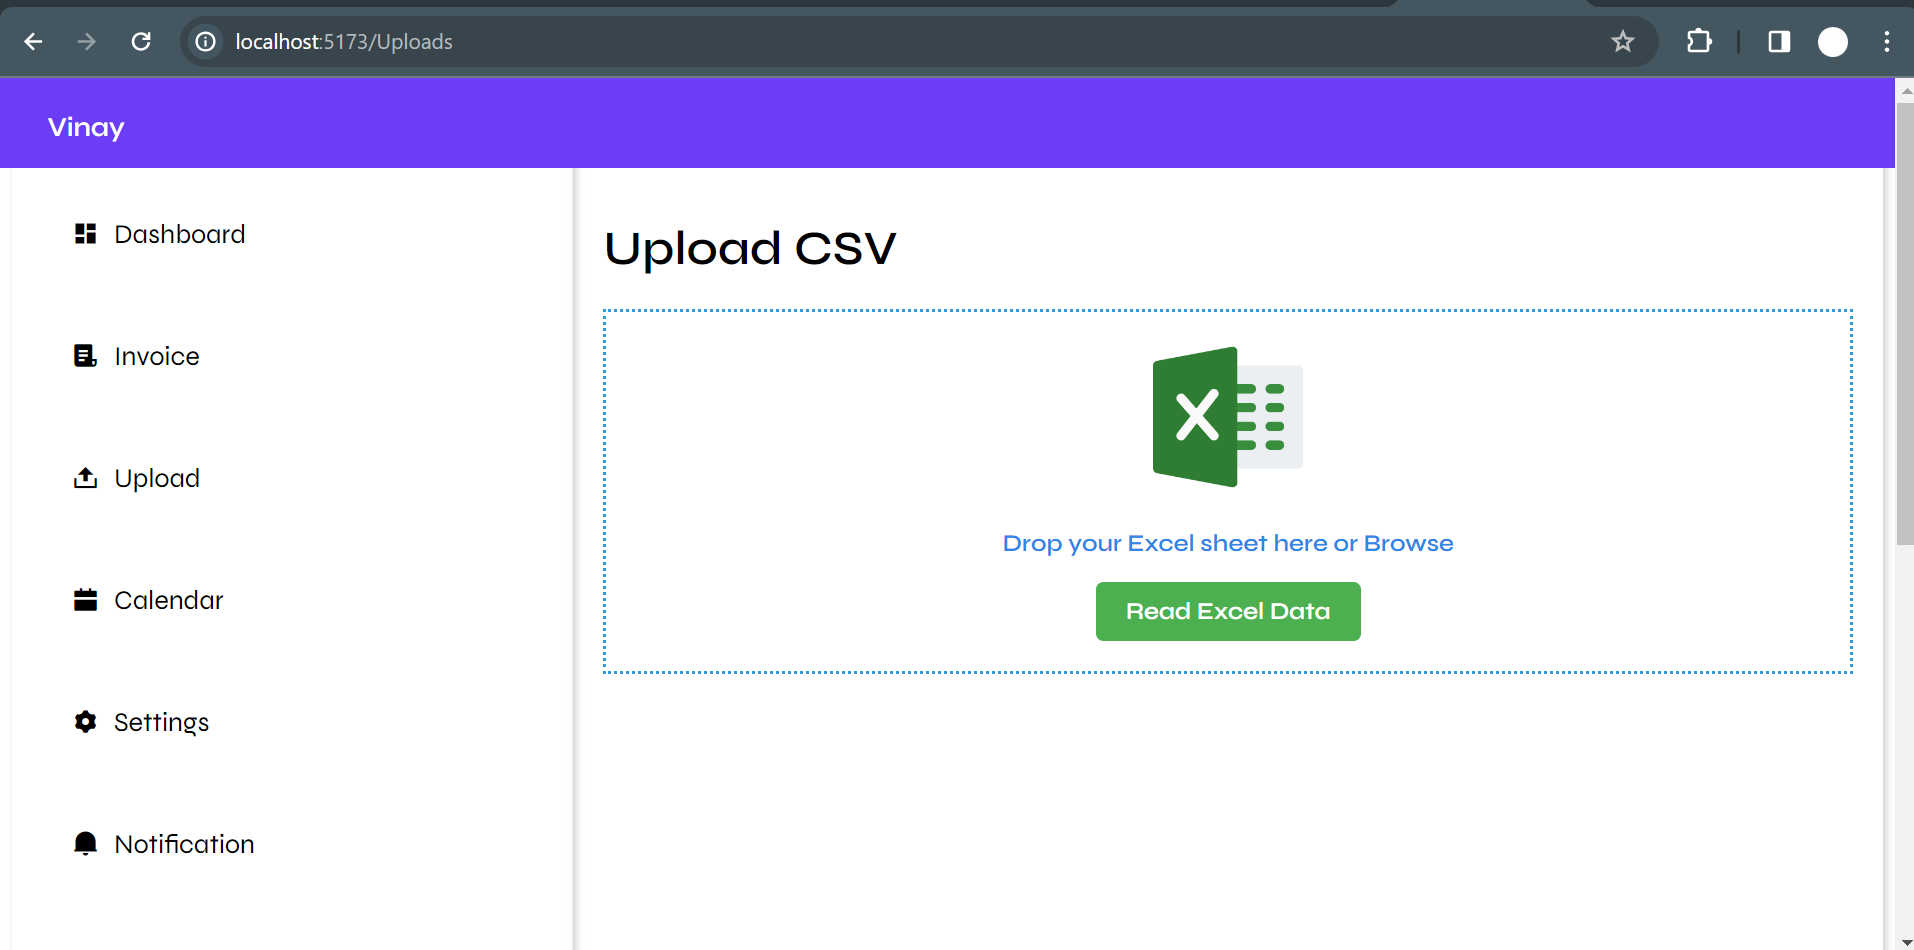 localhost:5173/Uploads
Vinay
Dashboard
Invoice
Upload
Calendar
Settings
Notification
Upload CSV
X
Drop your Excel sheet here or Browse
Read Excel Data